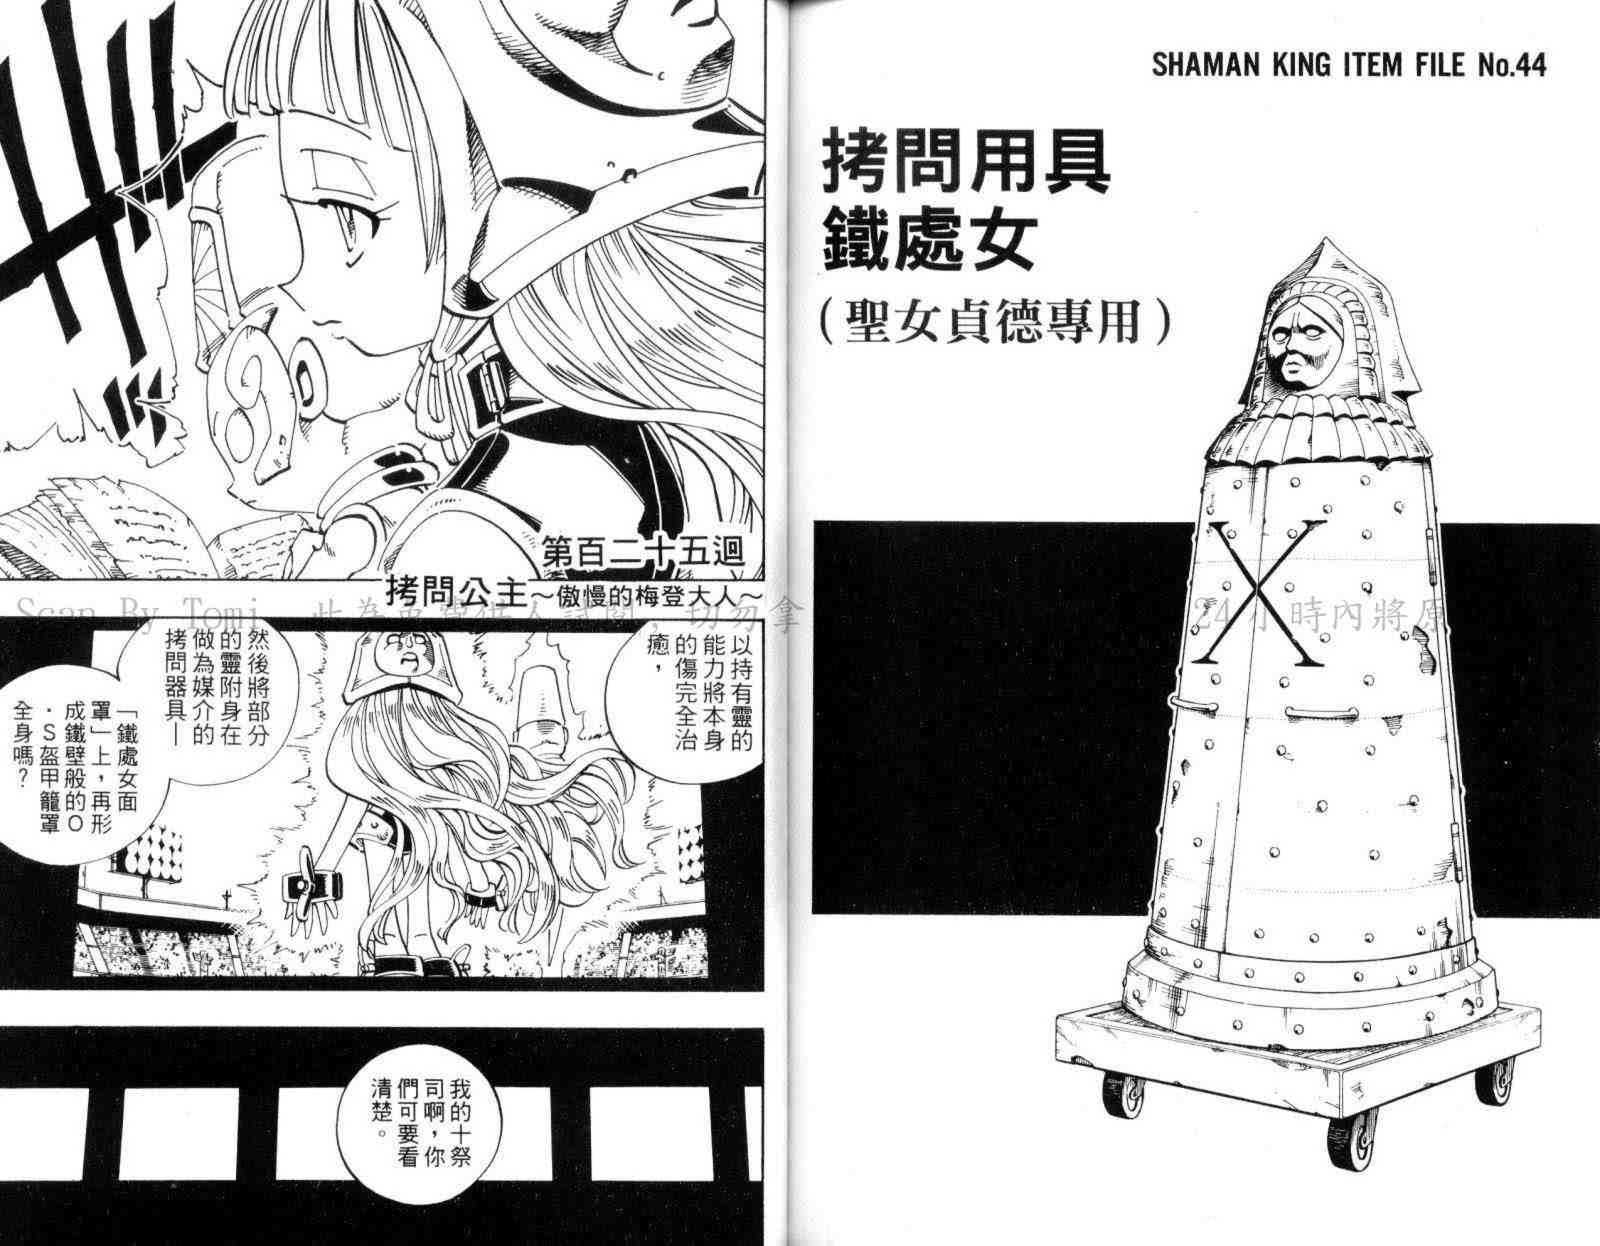 SHAMAN KING ITEM FILE No.44
拷問用具
鐵處女
(聖女貞德專用)
第百二十五迴
拷問公主～傲慢的梅登大人～
以持有靈的
能力將本身
的傷完全治
癒，
然後將部分
的靈附身在
做為媒介的
拷問器具—
「鐵處女面
罩」上，再形
成鐵壁般的O
．S盔甲籠罩
全身嗎？
我的十祭
司啊，你
們可要看
清楚。
Scan By Tomi
24小時內將原